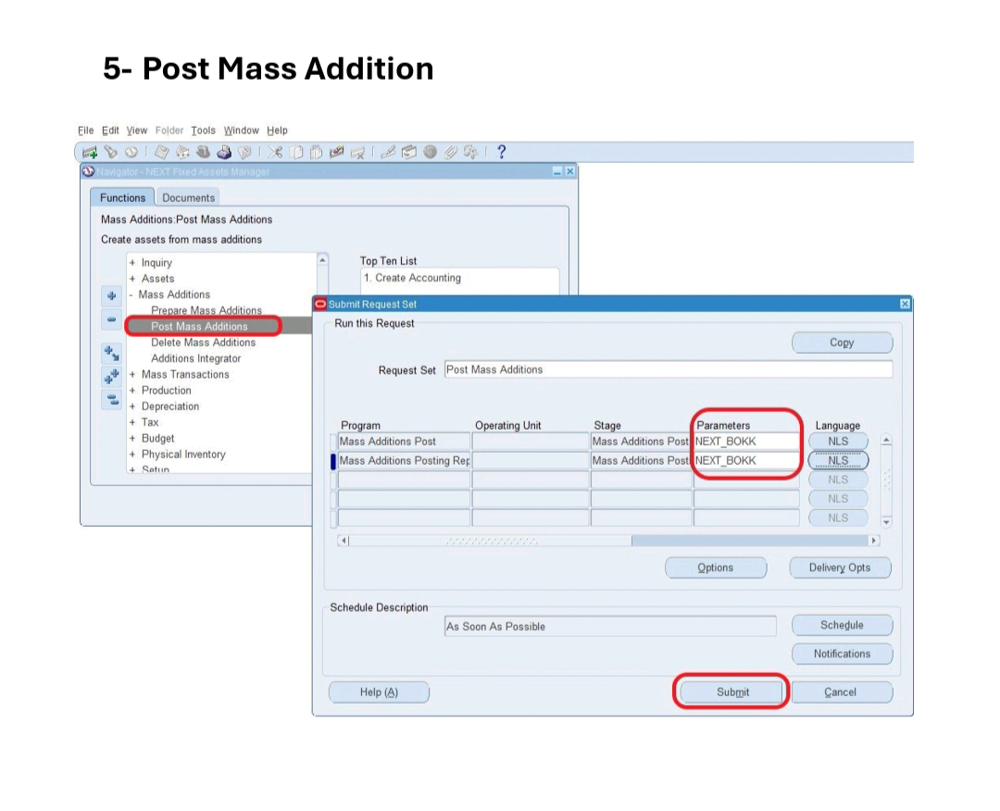 5- Post Mass Addition
File Edit View Folder Tools Window Help
?
Navigator - NEXT Fixed Assets Manager
Functions Documents
Mass Additions:Post Mass Additions
Create assets from mass additions
+ Inquiry
+ Assets
- Mass Additions
Prepare Mass Additions
Post Mass Additions
Delete Mass Additions
Additions Integrator
+ Mass Transactions
+ Production
+ Depreciation
+ Tax
+ Budget
+ Physical Inventory
+ Setup
Top Ten List
1. Create Accounting
Submit Request Set
Run this Request
Copy
Request Set Post Mass Additions
Program Operating Unit Stage Parameters Language
Mass Additions Post Mass Additions Post NEXT_BOKK NLS
Mass Additions Posting Rep Mass Additions Post NEXT_BOKK NLS
NLS
NLS
NLS
Options Delivery Opts
Schedule Description
As Soon As Possible Schedule
Notifications
Help (A) Submit Cancel